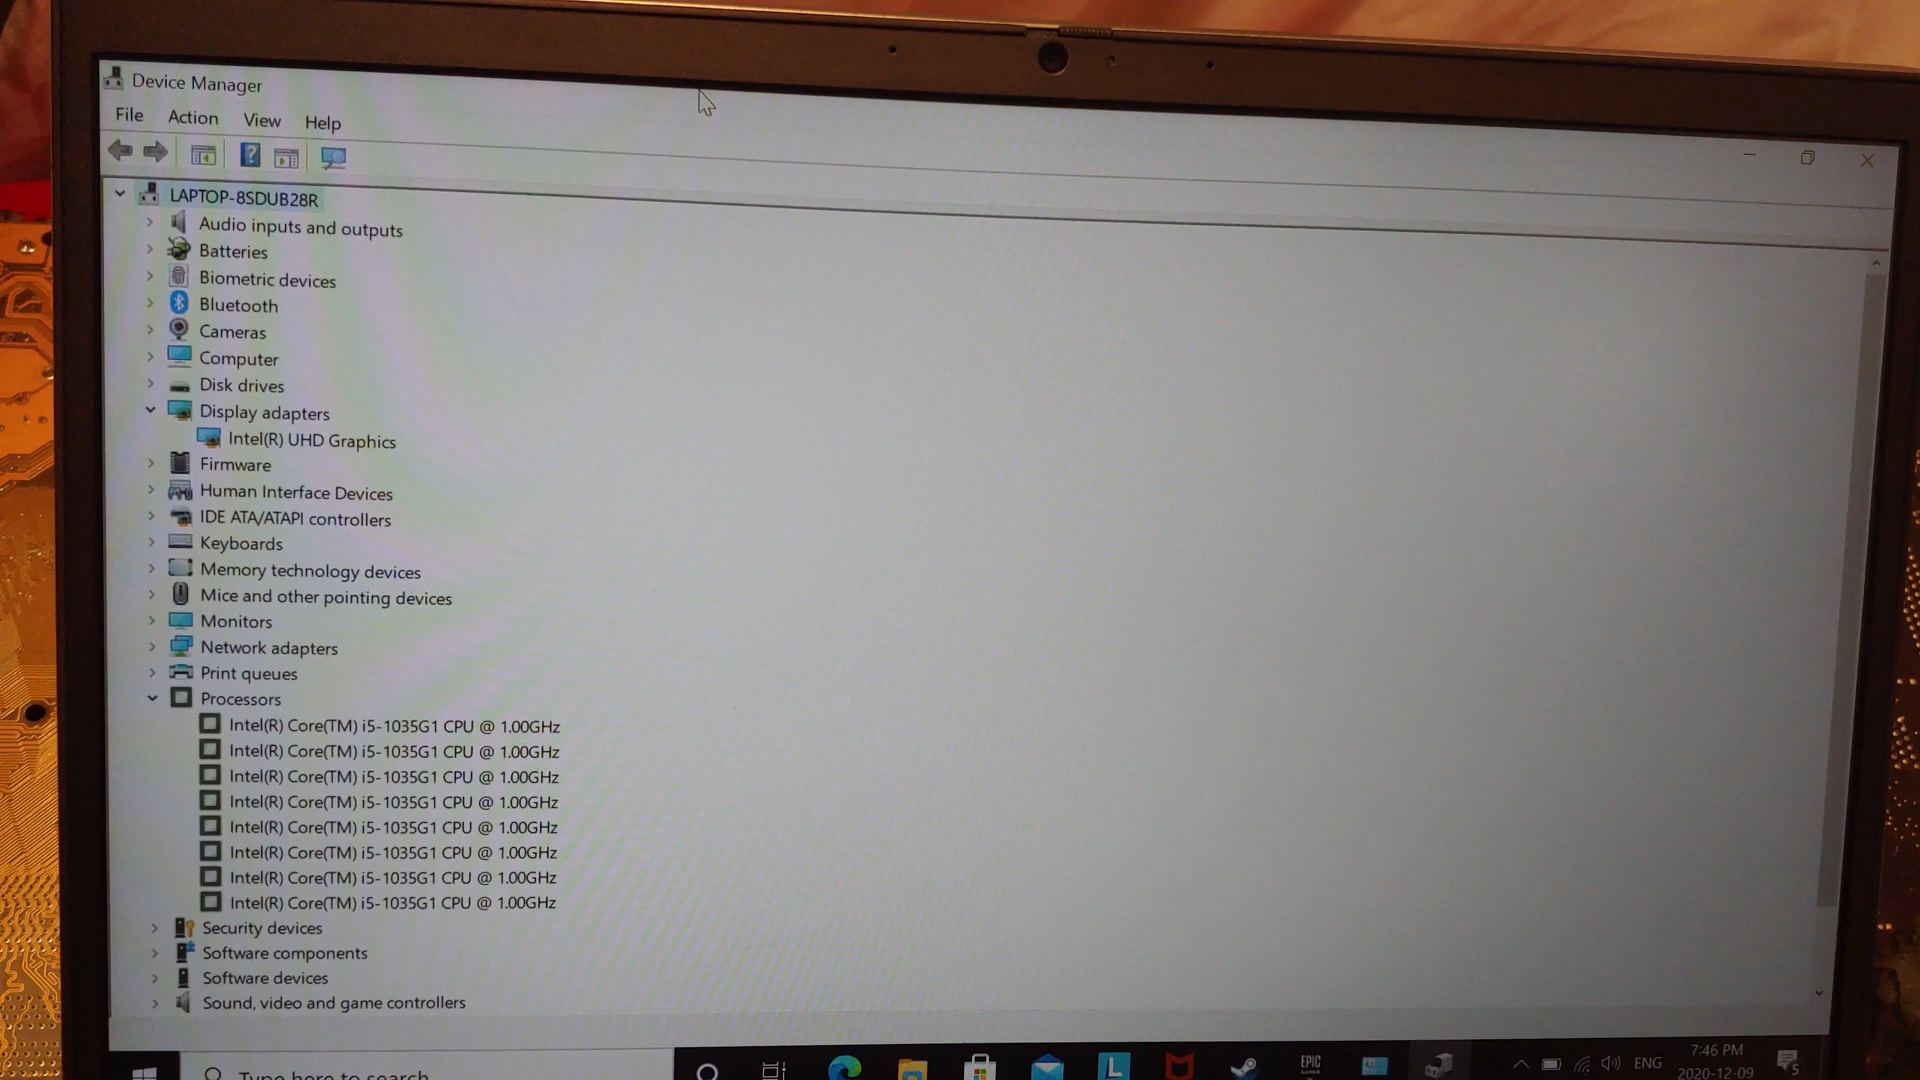 Device Manager
File Action View Help
LAPTOP-8SDUB28R
Audio inputs and outputs
Batteries
Biometric devices
Bluetooth
Cameras
Computer
Disk drives
Display adapters
Intel(R) UHD Graphics
Firmware
Human Interface Devices
IDE ATA/ATAPI controllers
Keyboards
Memory technology devices
Mice and other pointing devices
Monitors
Network adapters
Print queues
Processors
Intel(R) Core(TM) i5-1035G1 CPU @ 1.00GHz
Intel(R) Core(TM) i5-1035G1 CPU @ 1.00GHz
Intel(R) Core(TM) i5-1035G1 CPU @ 1.00GHz
Intel(R) Core(TM) i5-1035G1 CPU @ 1.00GHz
Intel(R) Core(TM) i5-1035G1 CPU @ 1.00GHz
Intel(R) Core(TM) i5-1035G1 CPU @ 1.00GHz
Intel(R) Core(TM) i5-1035G1 CPU @ 1.00GHz
Intel(R) Core(TM) i5-1035G1 CPU @ 1.00GHz
Security devices
Software components
Software devices
Sound, video and game controllers
Type here to search
L
EPIC
ENG
7:46 PM
2020-12-09
5